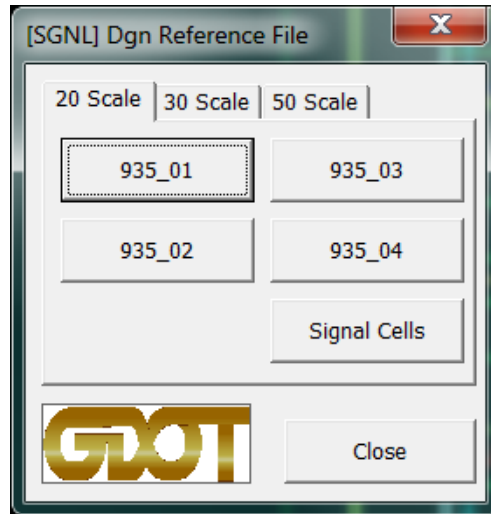 [SGNL] Dgn Reference File
X
20 Scale 30 Scale 50 Scale
935_01 935_03
935_02 935_04
Signal Cells
GDOT
Close